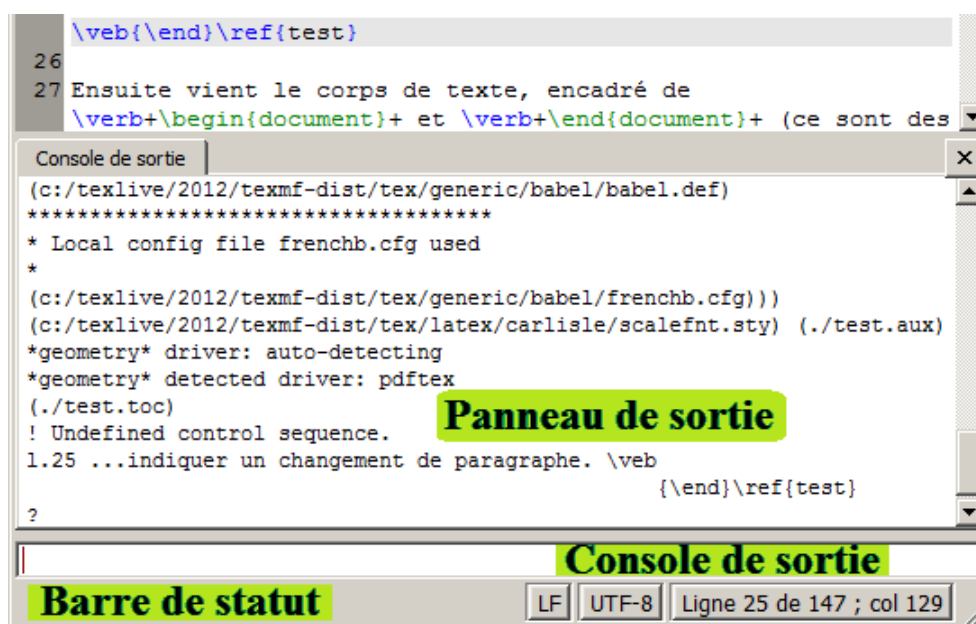 \veb{\end}\ref{test}
26
27 Ensuite vient le corps de texte, encadré de
\verb+\begin{document}+ et \verb+\end{document}+ (ce sont des
Console de sortie
(c:/texlive/2012/texmf-dist/tex/generic/babel/babel.def)
*************************************
* Local config file frenchb.cfg used
*
(c:/texlive/2012/texmf-dist/tex/generic/babel/frenchb.cfg)))
(c:/texlive/2012/texmf-dist/tex/latex/carlisle/scalefnt.sty) (./test.aux)
*geometry* driver: auto-detecting
*geometry* detected driver: pdftex
(./test.toc)
Panneau de sortie
! Undefined control sequence.
l.25 ...indiquer un changement de paragraphe. \veb
{\end}\ref{test}
?
Console de sortie
Barre de statut
LF UTF-8 Ligne 25 de 147 ; col 129